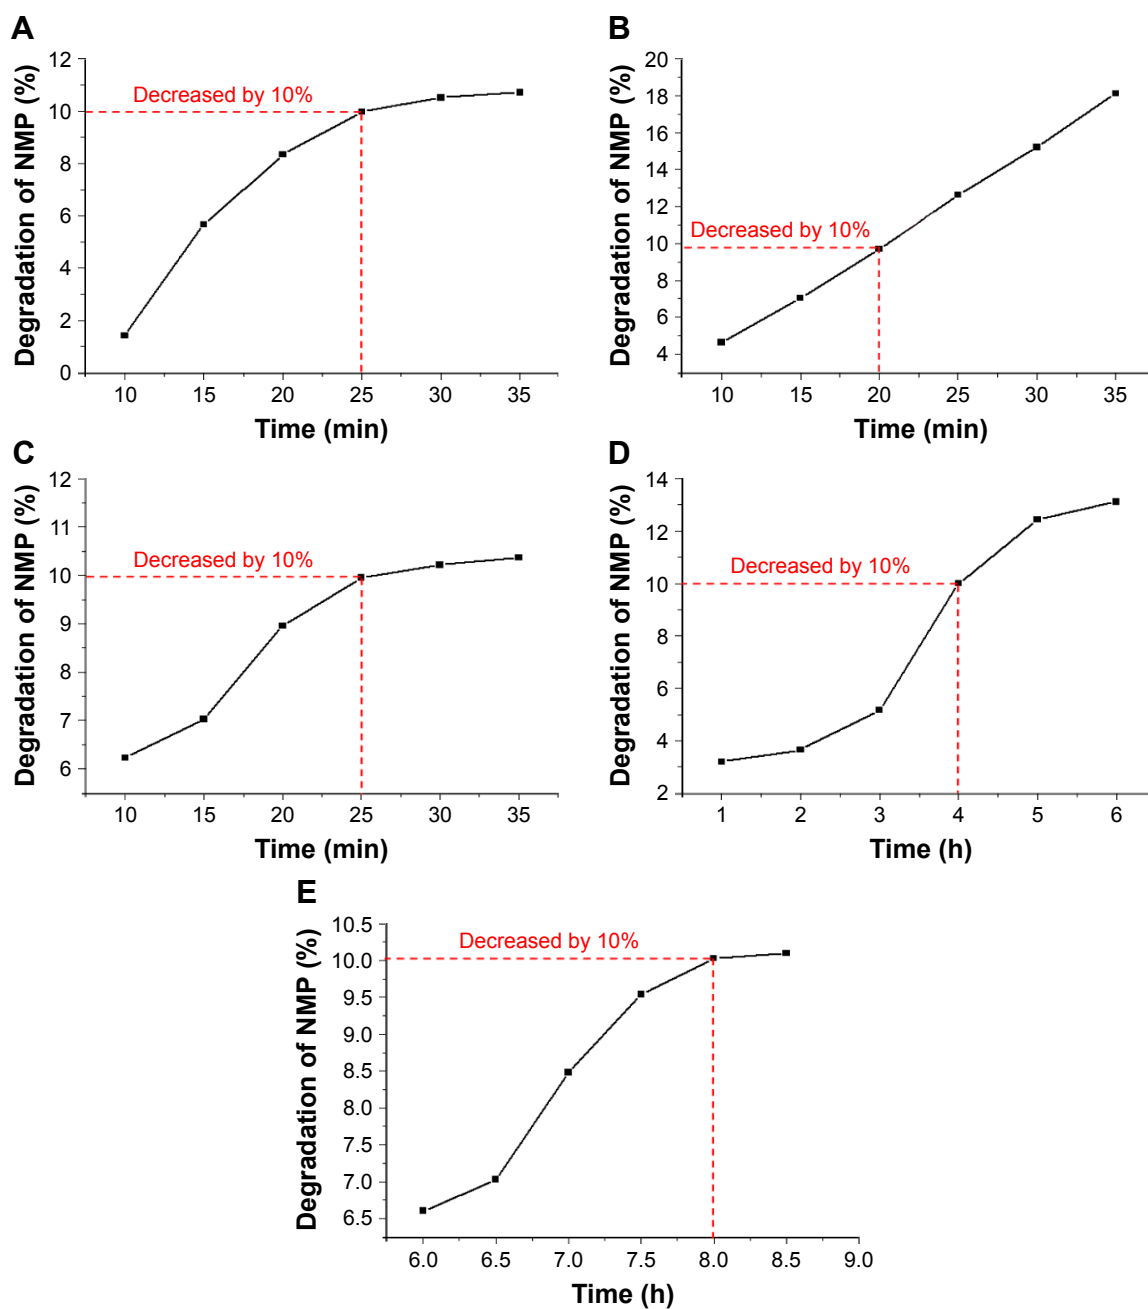 A
Degradation of NMP (%)
12
10
8
6
4
2
0
Decreased by 10%
10 15 20 25 30 35
Time (min)
B
Degradation of NMP (%)
20
18
16
14
12
10
8
6
4
Decreased by 10%
10 15 20 25 30 35
Time (min)
C
Degradation of NMP (%)
12
11
10
9
8
7
6
Decreased by 10%
10 15 20 25 30 35
Time (min)
D
Degradation of NMP (%)
14
12
10
8
6
4
2
Decreased by 10%
1 2 3 4 5 6
Time (h)
E
Degradation of NMP (%)
10.5
10.0
9.5
9.0
8.5
8.0
7.5
7.0
6.5
Decreased by 10%
6.0 6.5 7.0 7.5 8.0 8.5 9.0
Time (h)